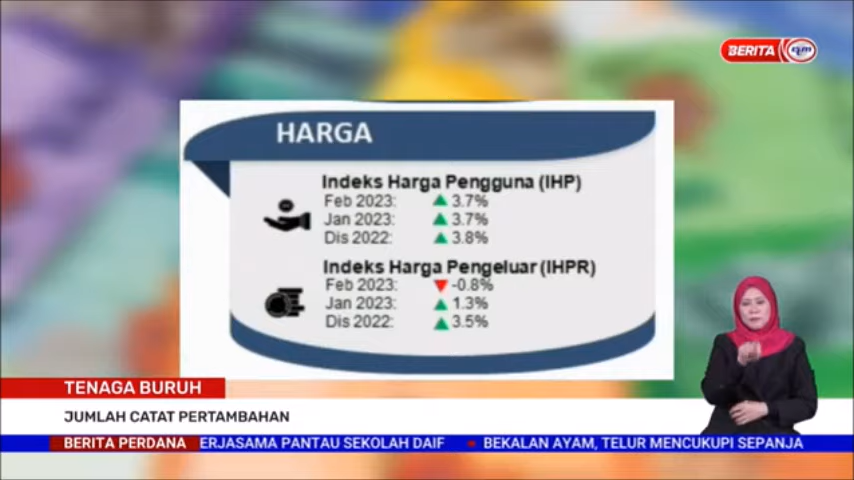 BERITA rtm
HARGA
Indeks Harga Pengguna (IHP)
Feb 2023: 3.7%
Jan 2023: 3.7%
Dis 2022: 3.8%
Indeks Harga Pengeluar (IHPR)
Feb 2023: -0.8%
Jan 2023: 1.3%
Dis 2022: 3.5%
TENAGA BURUH
JUMLAH CATAT PERTAMBAHAN
BERITA PERDANA ERJASAMA PANTAU SEKOLAH DAIF BEKALAN AYAM, TELUR MENCUKUPI SEPANJA